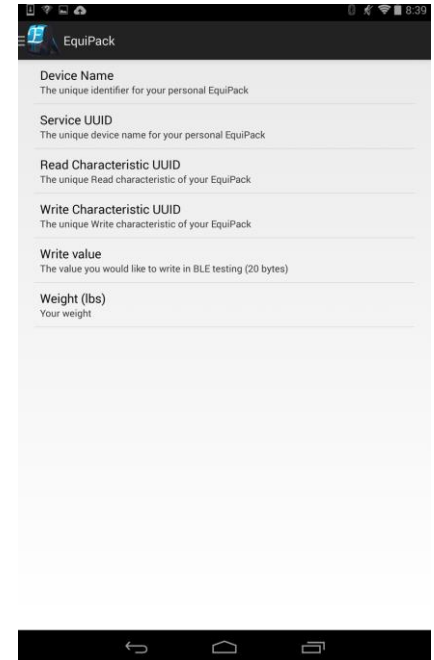 8:39
EquiPack
Device Name
The unique identifier for your personal EquiPack
Service UUID
The unique device name for your personal EquiPack
Read Characteristic UUID
The unique Read characteristic of your EquiPack
Write Characteristic UUID
The unique Write characteristic of your EquiPack
Write value
The value you would like to write in BLE testing (20 bytes)
Weight (lbs)
Your weight